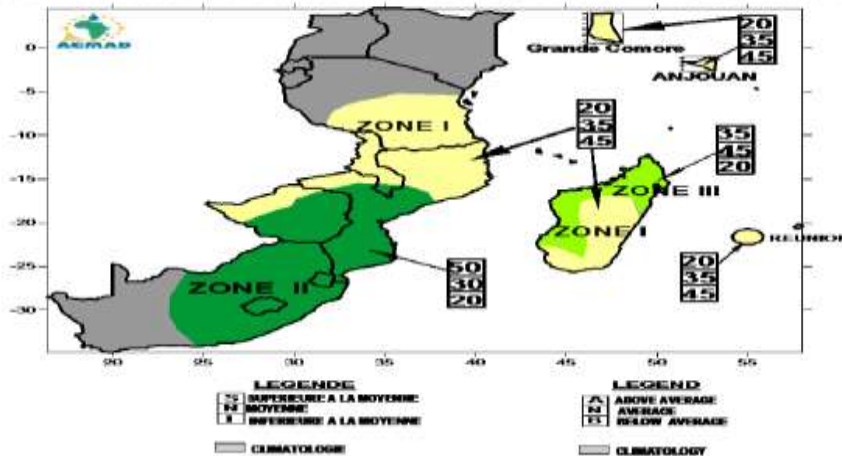 ACMAD
0
-5
-10
-15
-20
-25
-30
20
25
30
35
40
45
50
55
Grande Comore
20
35
45
ANJOUAN
ZONE I
20
35
45
35
45
20
ZONE III
ZONE I
REUNION
20
35
45
ZONE II
50
30
20
LEGENDE
S SUPERIEURE A LA MOYENNE
N MOYENNE
I INFERIEURE A LA MOYENNE
CLIMATOLOGIE
LEGEND
A ABOVE AVERAGE
N AVERAGE
B BELOW AVERAGE
CLIMATOLOGY